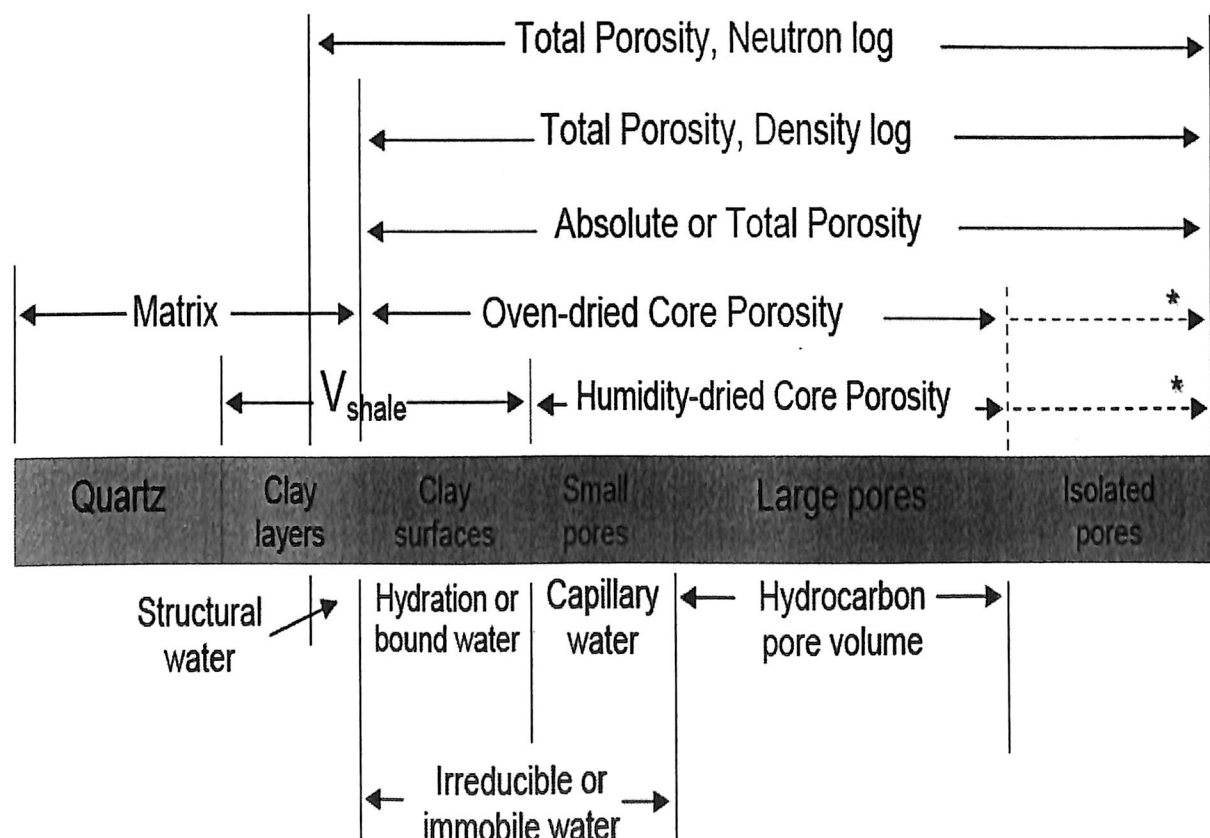 Total Porosity, Neutron log
Total Porosity, Density log
Absolute or Total Porosity
Matrix
Oven-dried Core Porosity
*
Vshale
Humidity-dried Core Porosity
*
Quartz
Clay
layers
Clay
surfaces
Small
pores
Large pores
Isolated
pores
Structural
water
Hydration or
bound water
Capillary
water
Hydrocarbon
pore volume
Irreducible or
immobile water